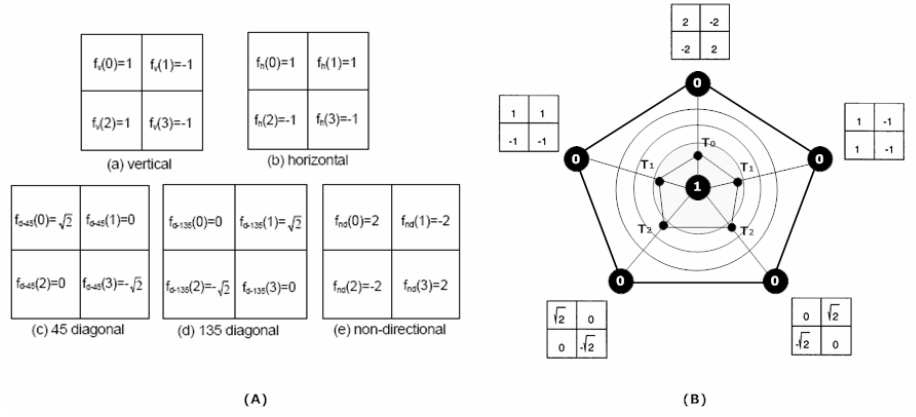 fv(0)=1 fv(1)=-1
fv(2)=1 fv(3)=-1
(a) vertical
fh(0)=1 fh(1)=1
fh(2)=-1 fh(3)=-1
(b) horizontal
fd-45(0)=√2 fd-45(1)=0
fd-45(2)=0 fd-45(3)=-√2
(c) 45 diagonal
fd-135(0)=0 fd-135(1)=√2
fd-135(2)=-√2 fd-135(3)=0
(d) 135 diagonal
fnd(0)=2 fnd(1)=-2
fnd(2)=-2 fnd(3)=2
(e) non-directional
(A)
2 -2
-2 2
0
1 1
-1 -1
0
1 -1
1 -1
0
T0
T1
T1
1
T2
T2
0
0
√2 0
0 -√2
0 √2
-√2 0
(B)